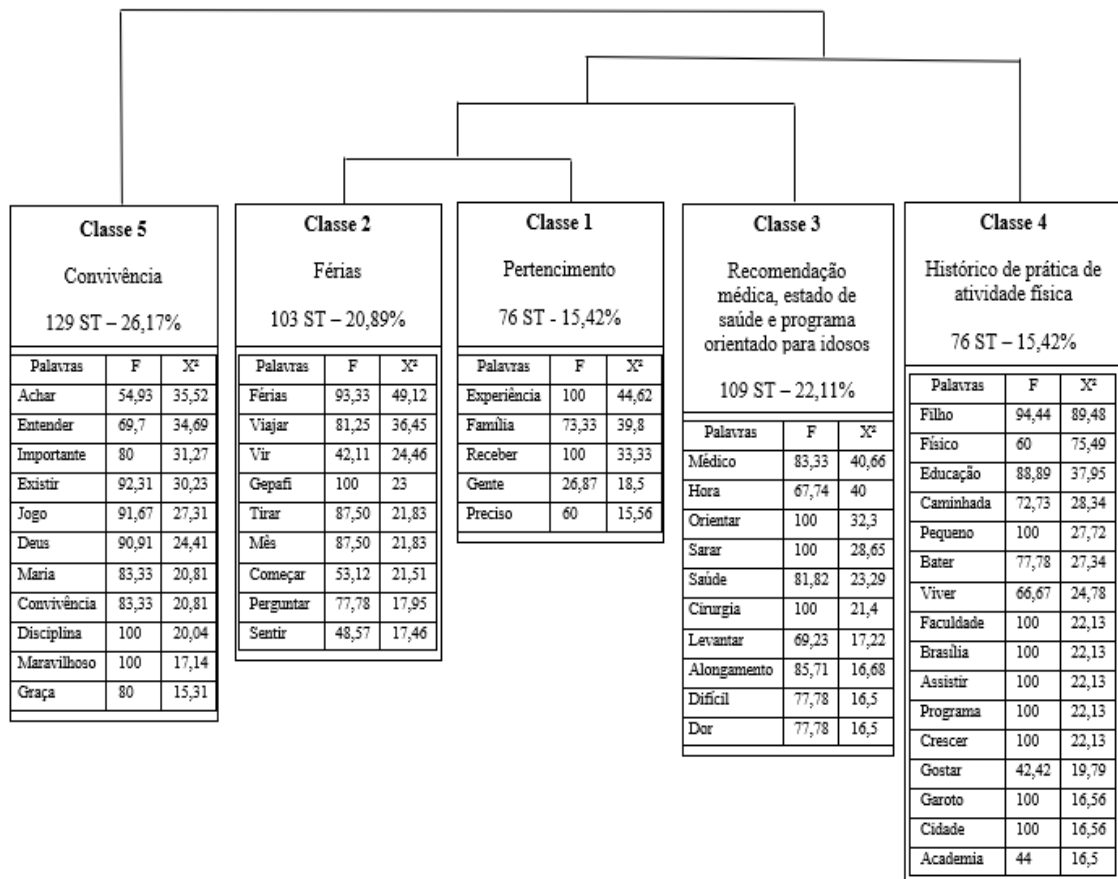 Classe 5
Convivência
129 ST – 26,17%
Palavras F X²
Achar 54,93 35,52
Entender 69,7 34,69
Importante 80 31,27
Existir 92,31 30,23
Jogo 91,67 27,31
Deus 90,91 24,41
Maria 83,33 20,81
Convivência 83,33 20,81
Disciplina 100 20,04
Maravilhoso 100 17,14
Graça 80 15,31
Classe 2
Férias
103 ST – 20,89%
Palavras F X²
Férias 93,33 49,12
Viajar 81,25 36,45
Vir 42,11 24,46
Gepafi 100 23
Tirar 87,50 21,83
Mês 87,50 21,83
Começar 53,12 21,51
Perguntar 77,78 17,95
Sentir 48,57 17,46
Classe 1
Pertencimento
76 ST - 15,42%
Palavras F X²
Experiência 100 44,62
Família 73,33 39,8
Receber 100 33,33
Gente 26,87 18,5
Preciso 60 15,56
Classe 3
Recomendação
médica, estado de
saúde e programa
orientado para idosos
109 ST – 22,11%
Palavras F X²
Médico 83,33 40,66
Hora 67,74 40
Orientar 100 32,3
Sarar 100 28,65
Saúde 81,82 23,29
Cirurgia 100 21,4
Levantar 69,23 17,22
Alongamento 85,71 16,68
Difícil 77,78 16,5
Dor 77,78 16,5
Classe 4
Histórico de prática de
atividade física
76 ST – 15,42%
Palavras F X²
Filho 94,44 89,48
Físico 60 75,49
Educação 88,89 37,95
Caminhada 72,73 28,34
Pequeno 100 27,72
Bater 77,78 27,34
Viver 66,67 24,78
Faculdade 100 22,13
Brasília 100 22,13
Assistir 100 22,13
Programa 100 22,13
Crescer 100 22,13
Gostar 42,42 19,79
Garoto 100 16,56
Cidade 100 16,56
Academia 44 16,5